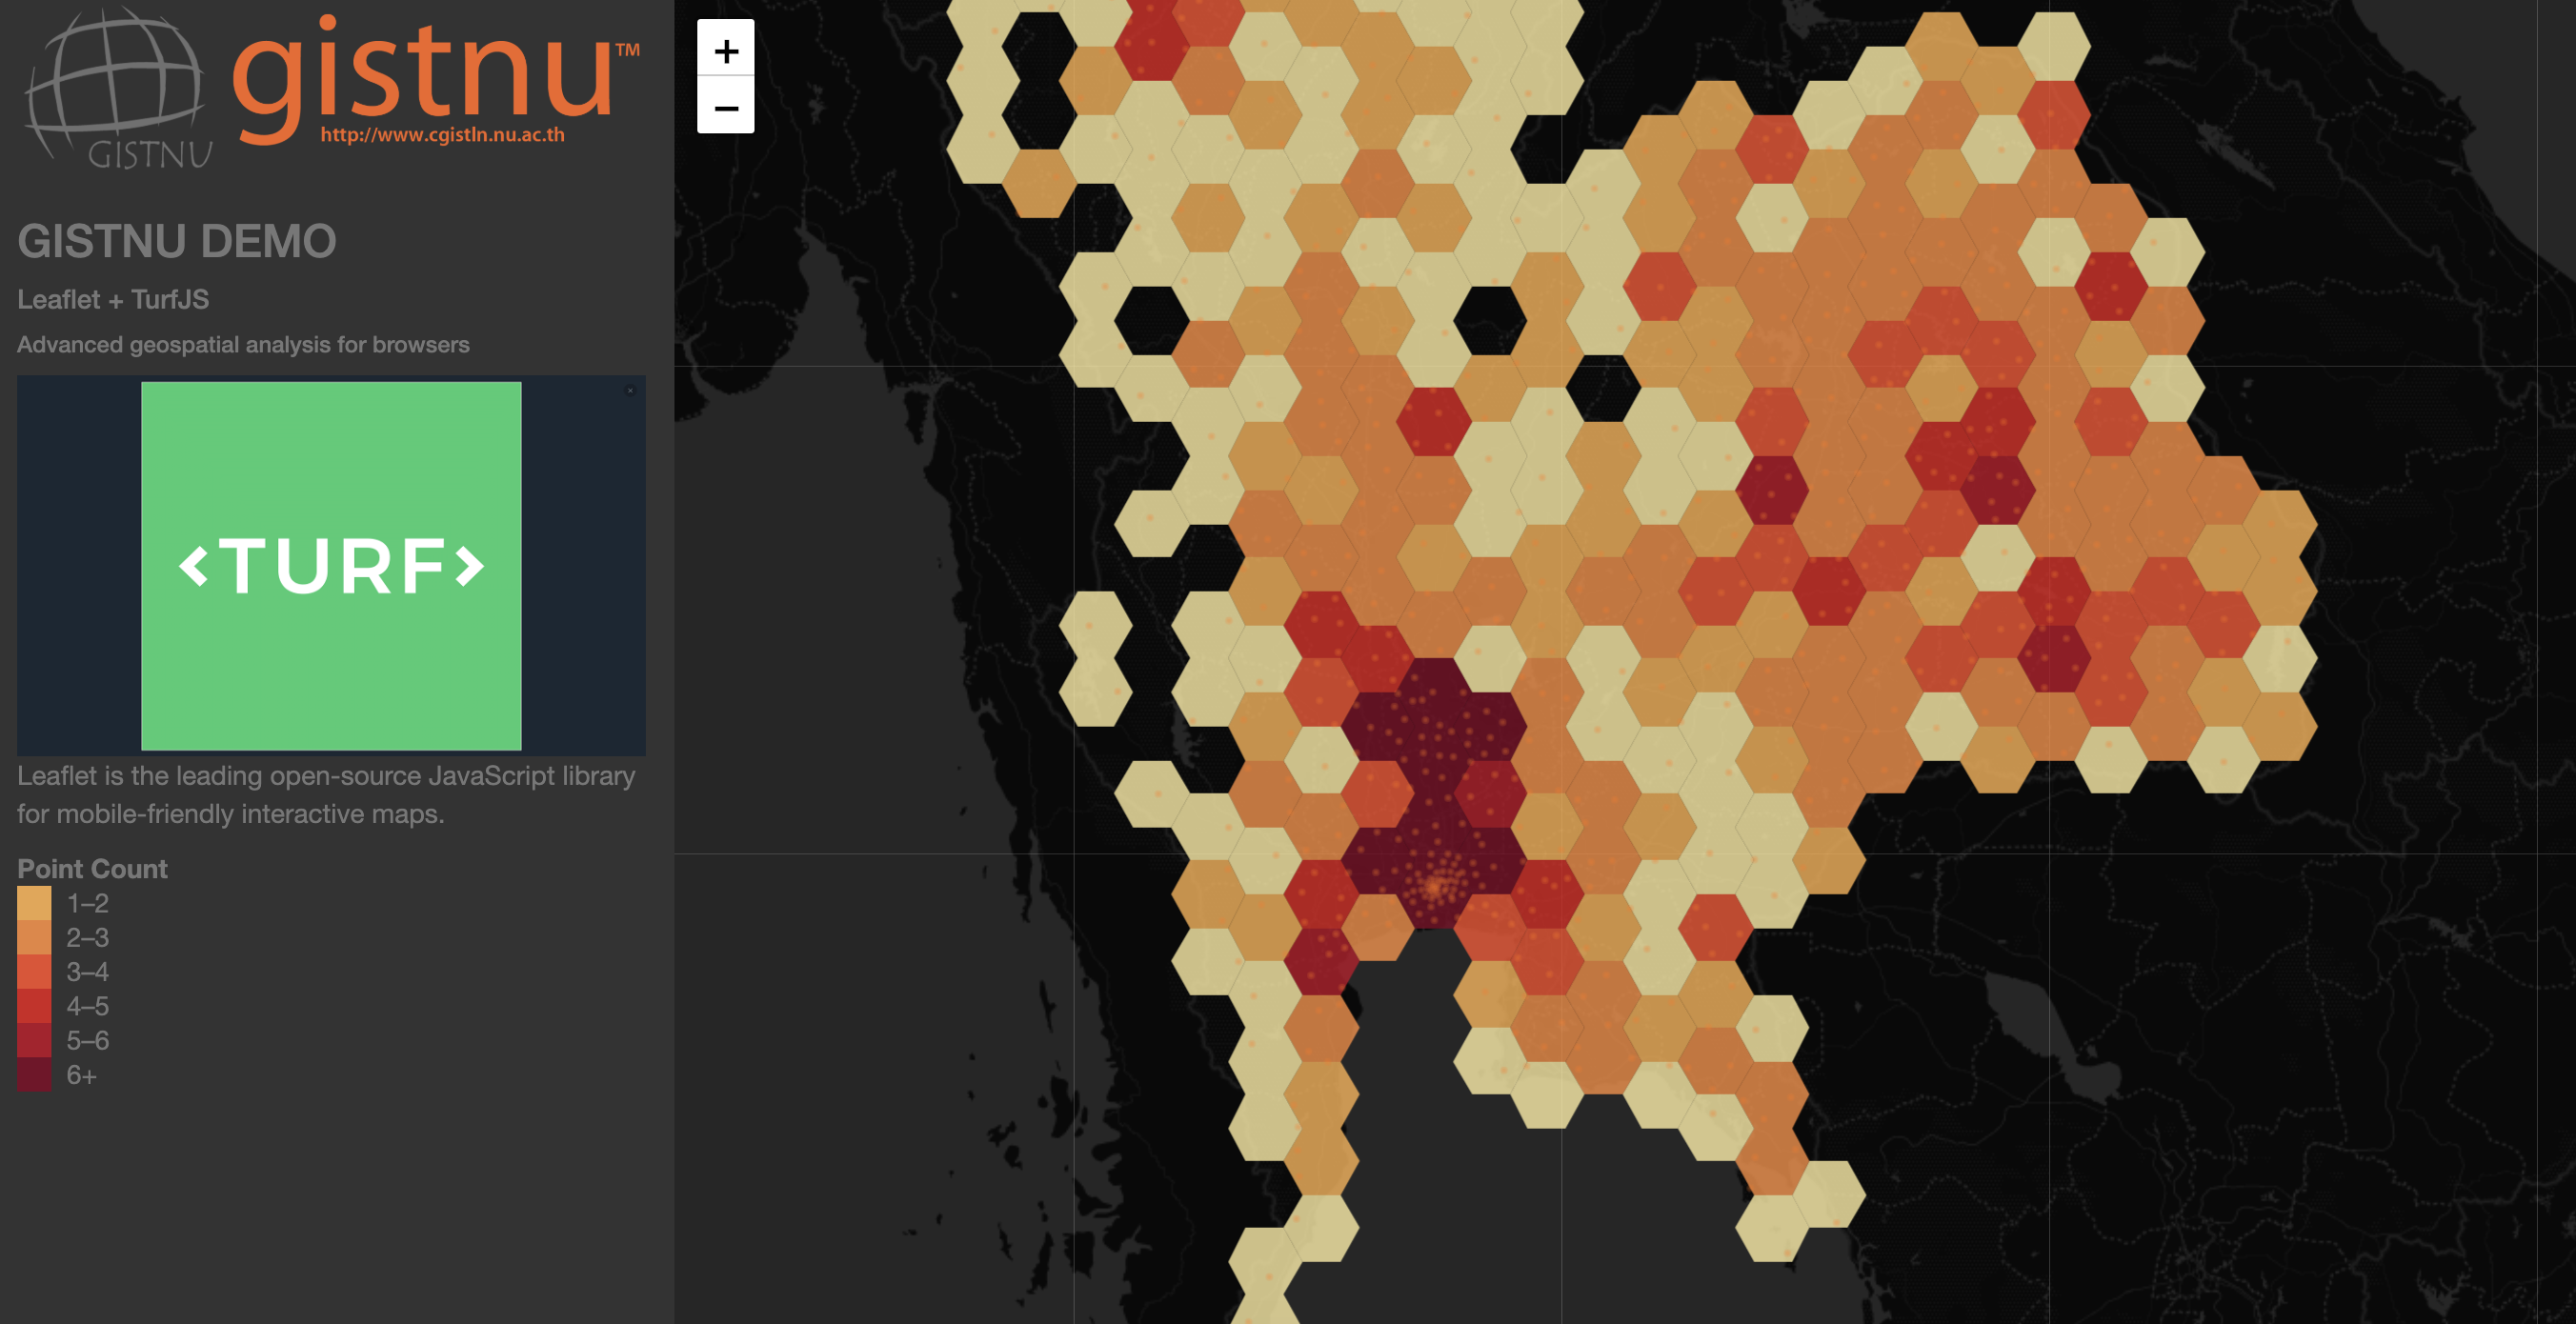 gistnu™
http://www.cgistln.nu.ac.th
GISTNU
GISTNU DEMO
Leaflet + TurfJS
Advanced geospatial analysis for browsers
<TURF>
Leaflet is the leading open-source JavaScript library
for mobile-friendly interactive maps.
Point Count
1–2
2–3
3–4
4–5
5–6
6+
+
−